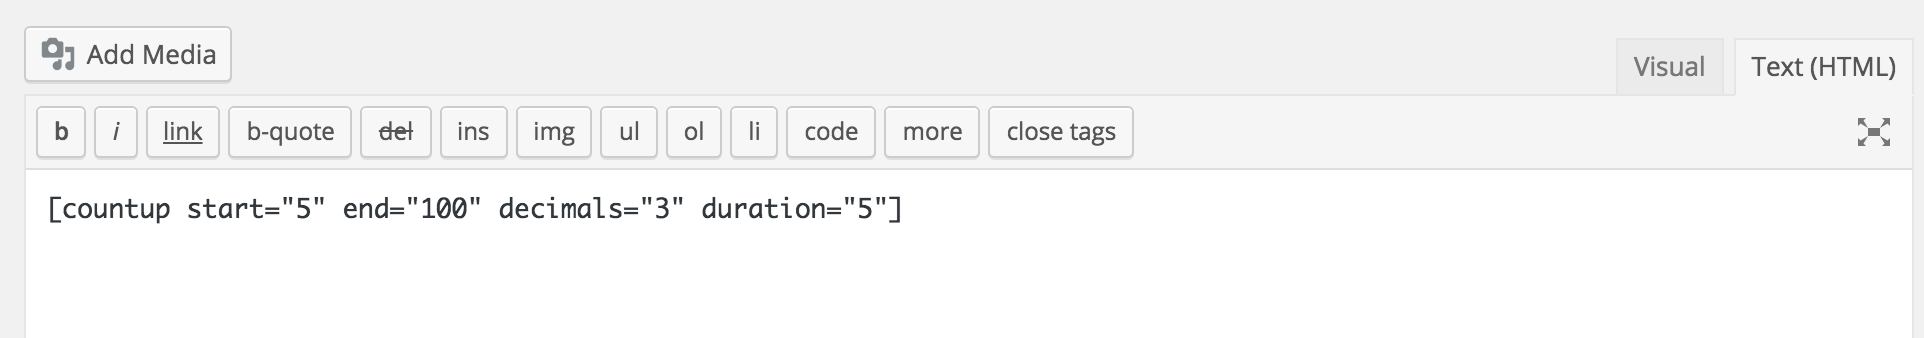 Add Media
Visual Text (HTML)
b i link b-quote del ins img ul ol li code more close tags
[countup start="5" end="100" decimals="3" duration="5"]